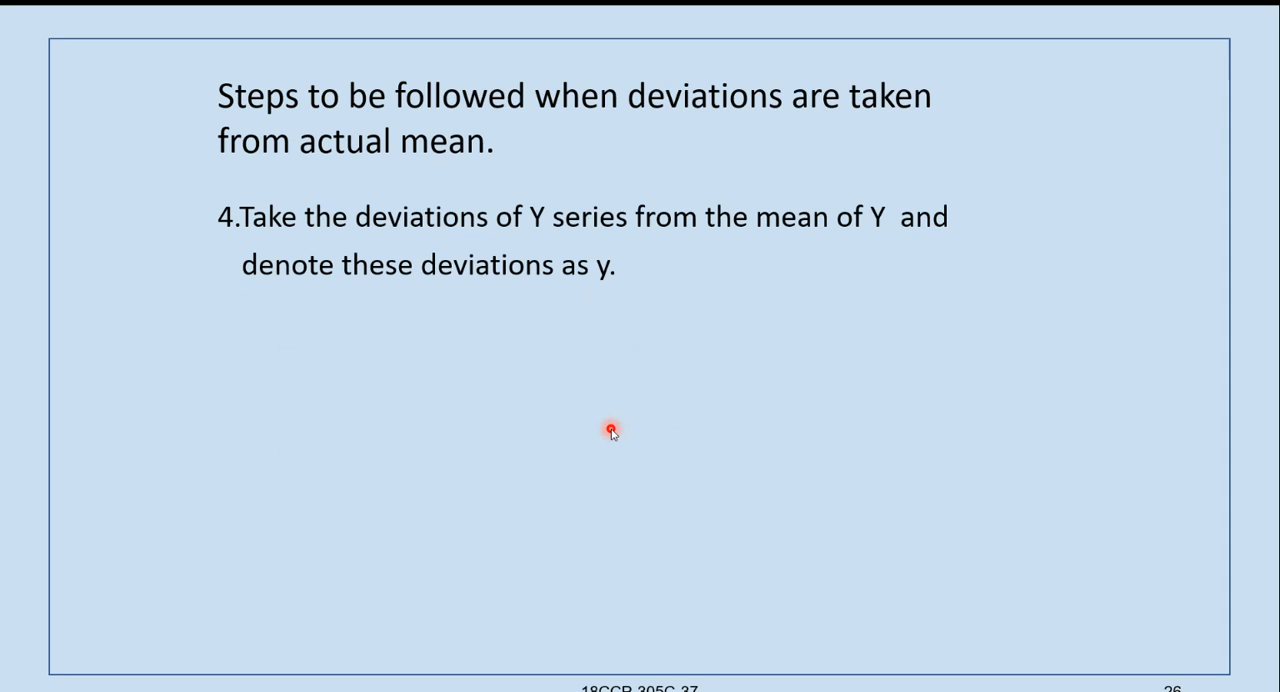 Steps to be followed when deviations are taken
from actual mean.
4.Take the deviations of Y series from the mean of Y and
denote these deviations as y.
18CCP-305C-37 26